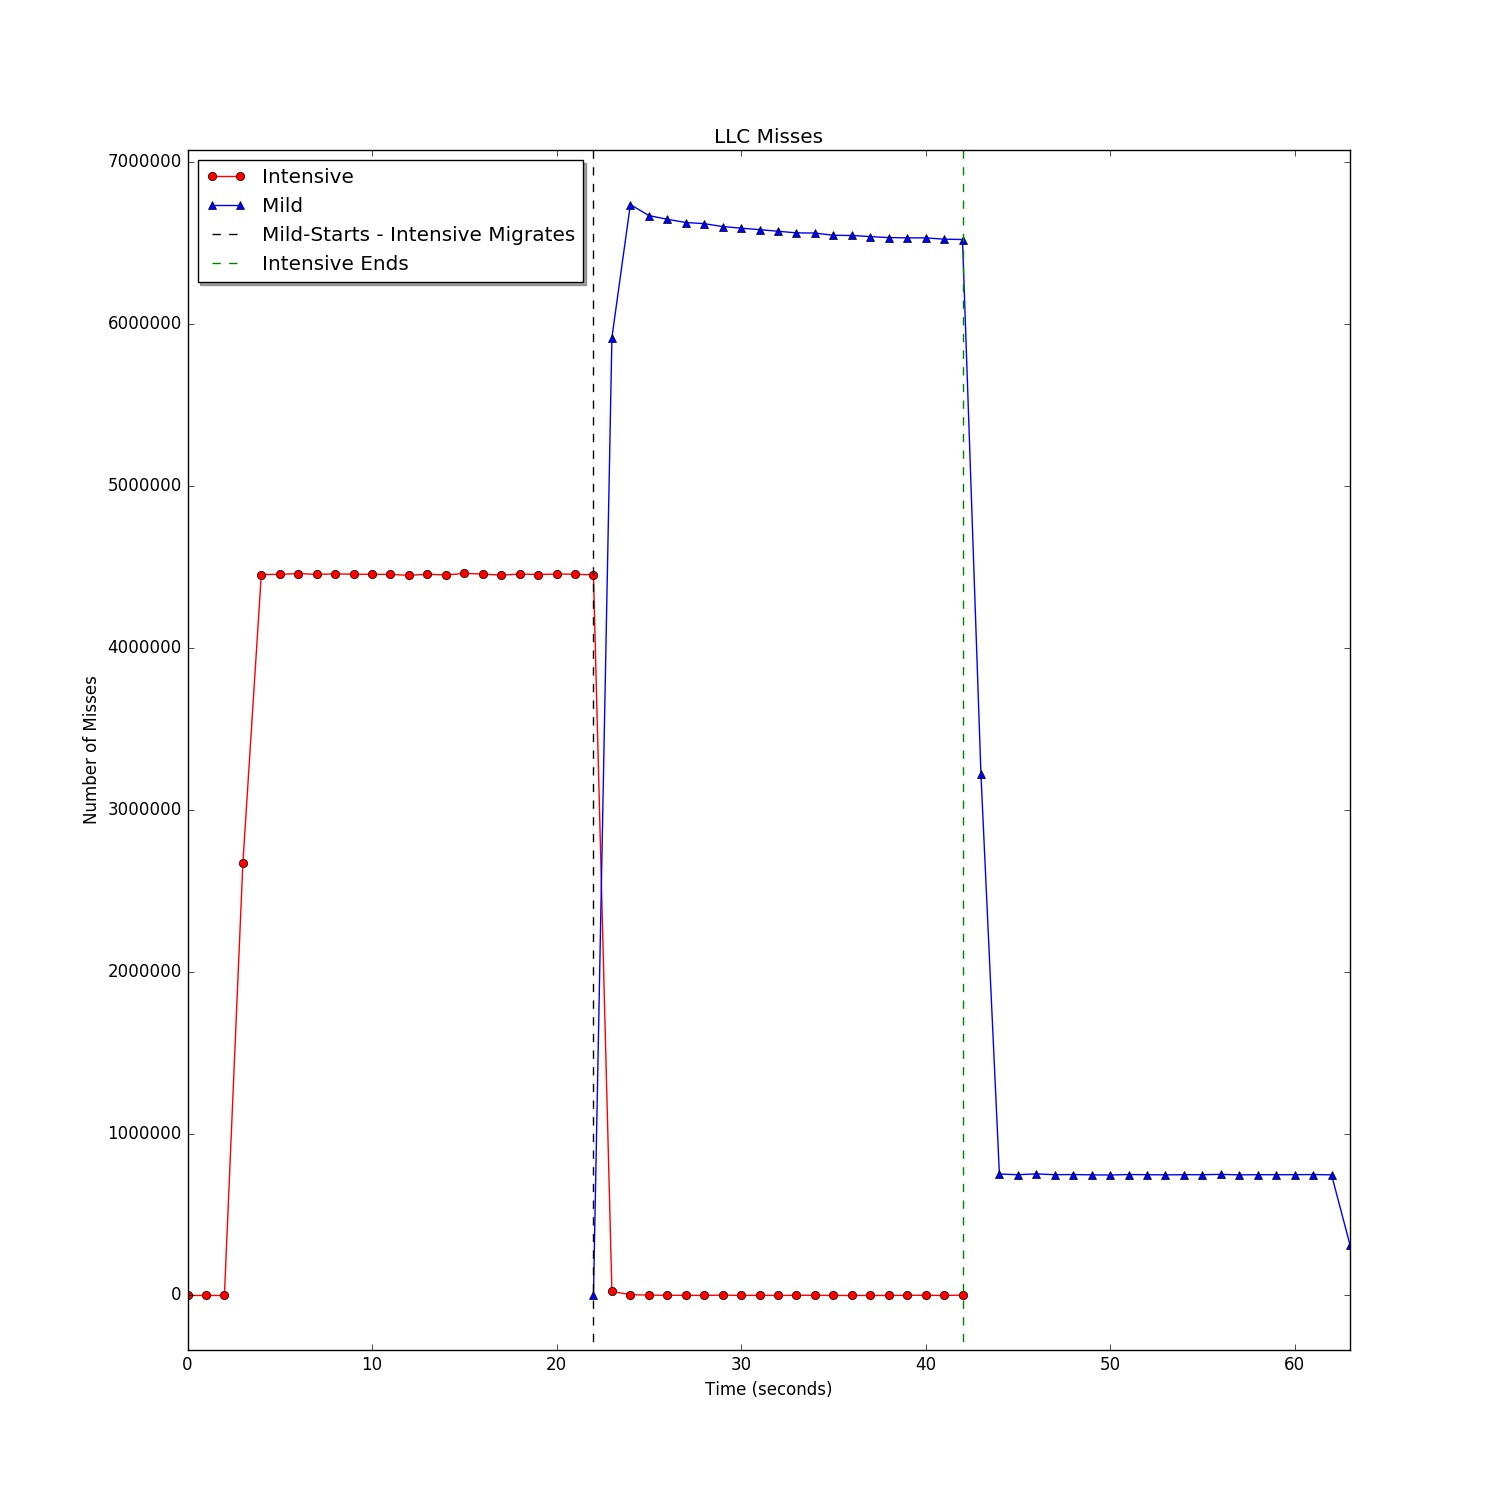 LLC Misses
Intensive
Mild
Mild-Starts - Intensive Migrates
Intensive Ends
7000000
6000000
5000000
4000000
3000000
2000000
1000000
0
Number of Misses
0 10 20 30 40 50 60
Time (seconds)